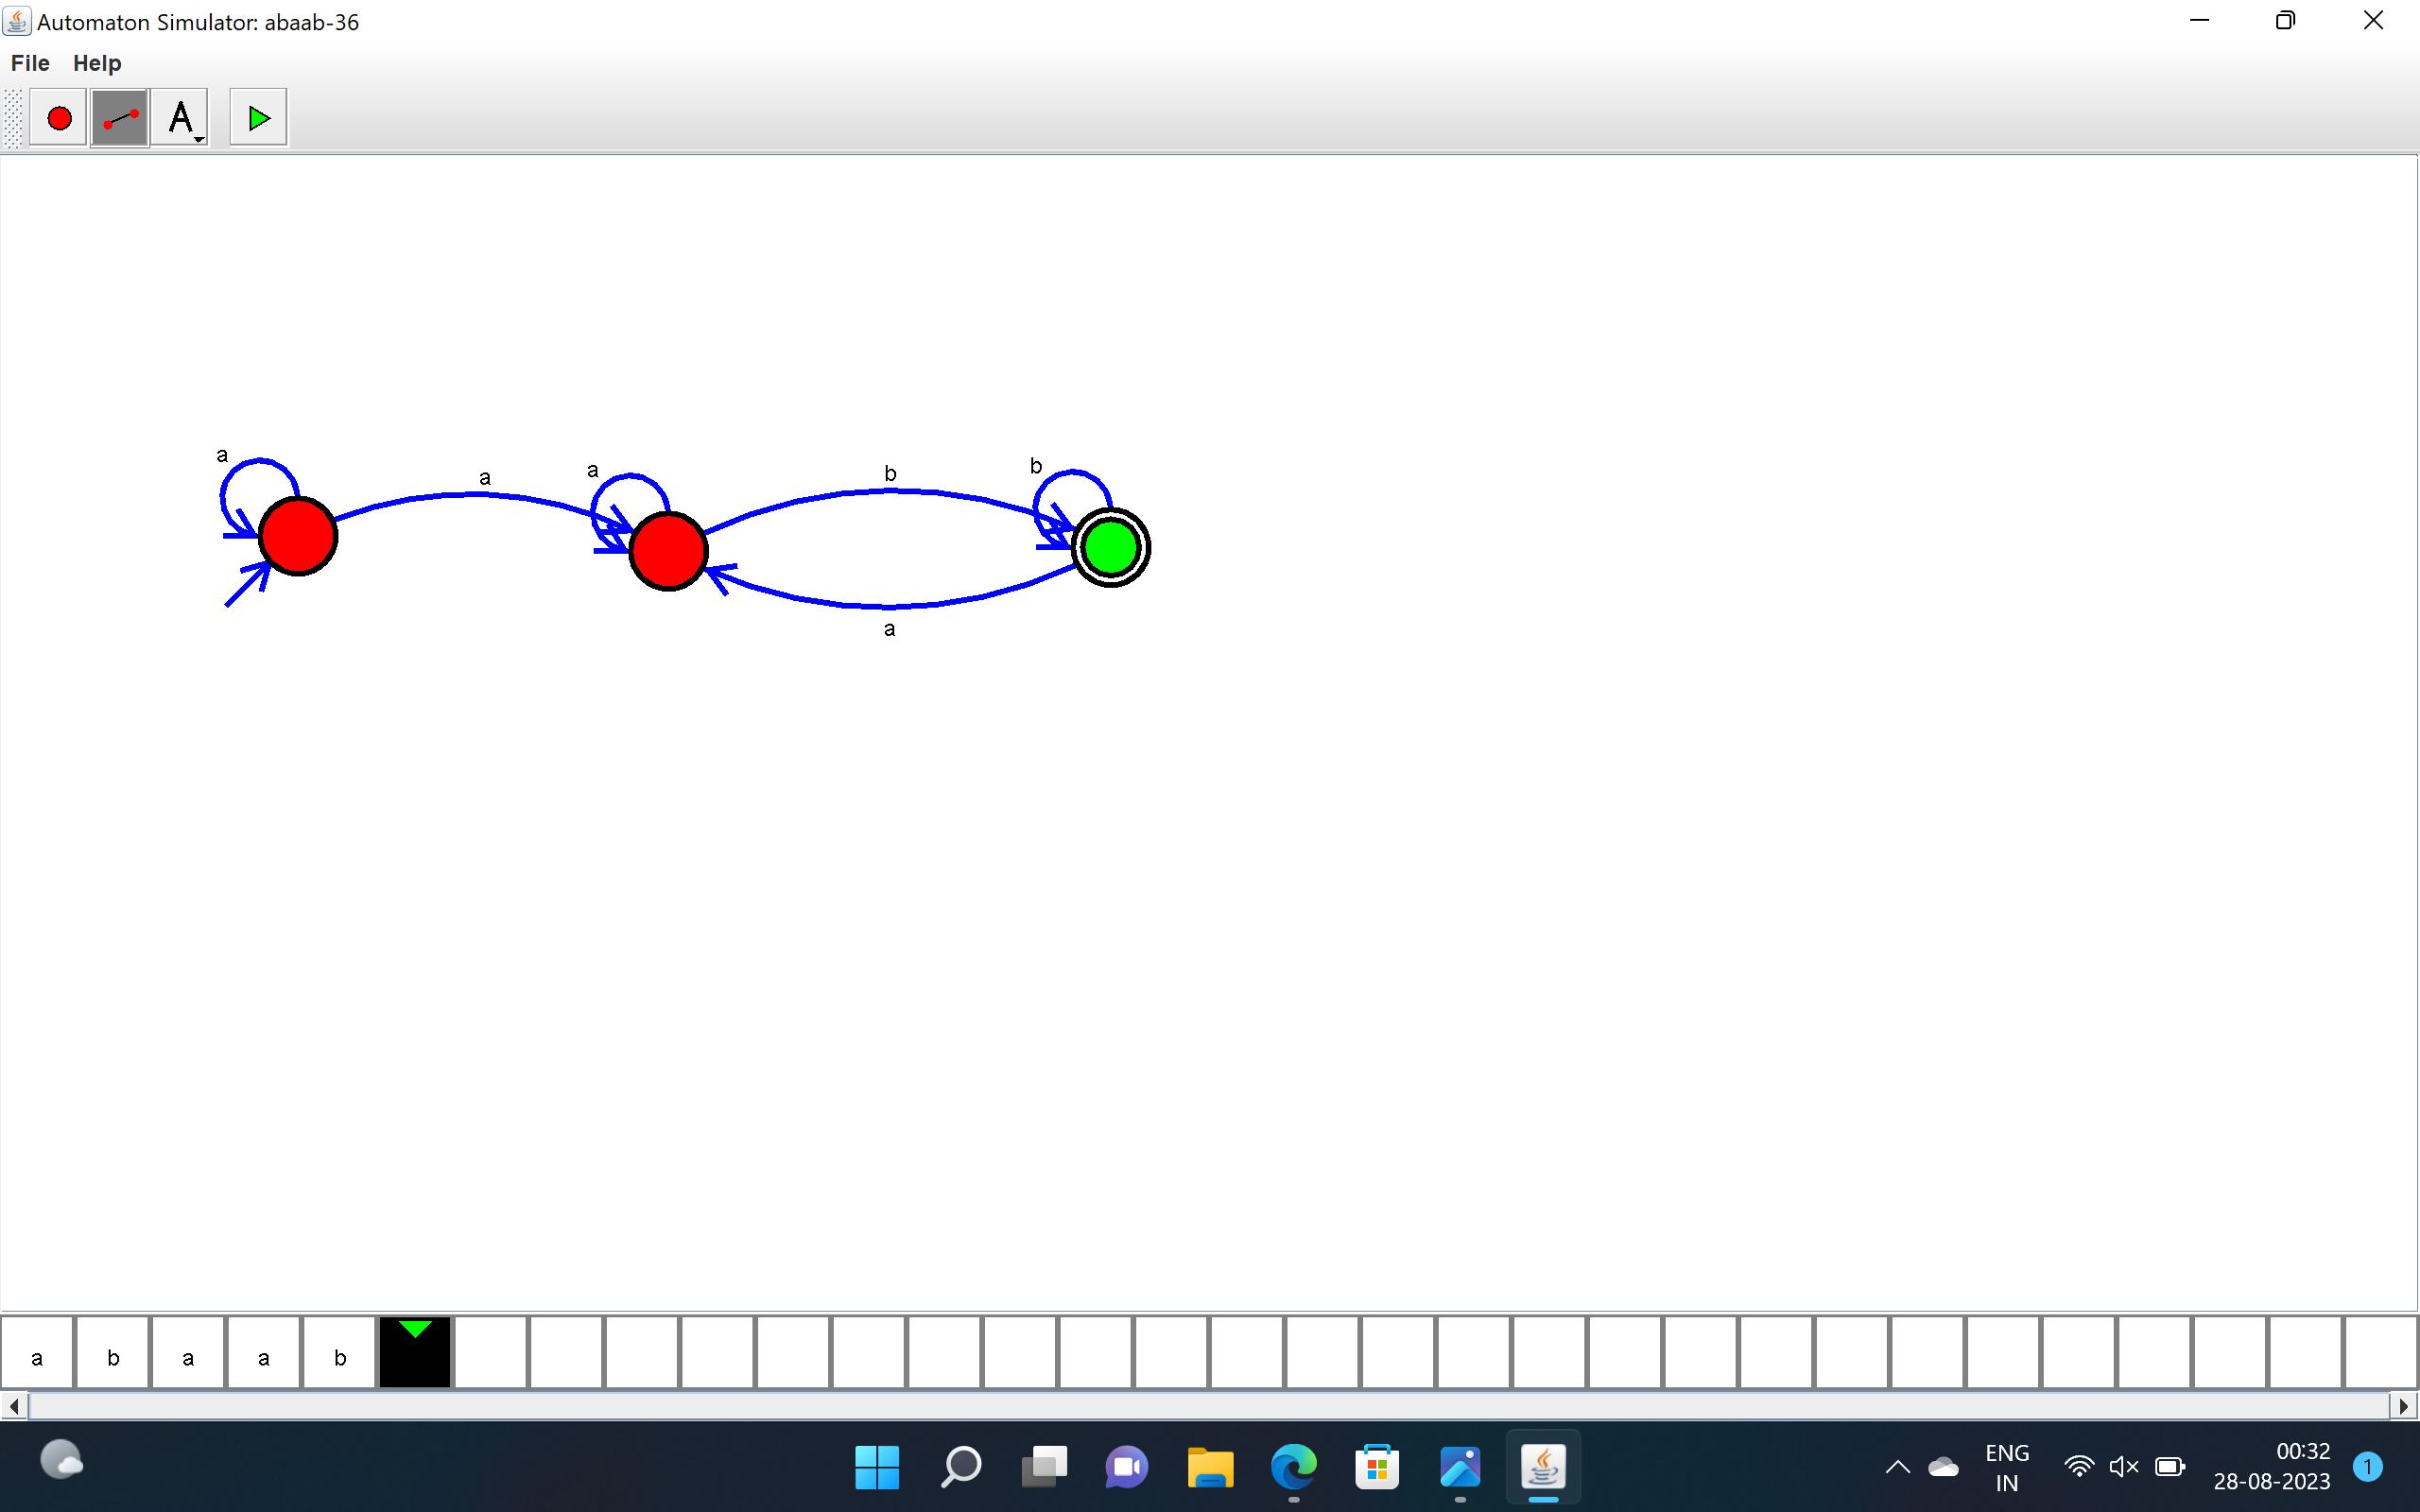 Automaton Simulator: abaab-36
File Help
A
a a a b b
a
a b a a b
ENG
IN
00:32
28-08-2023
1